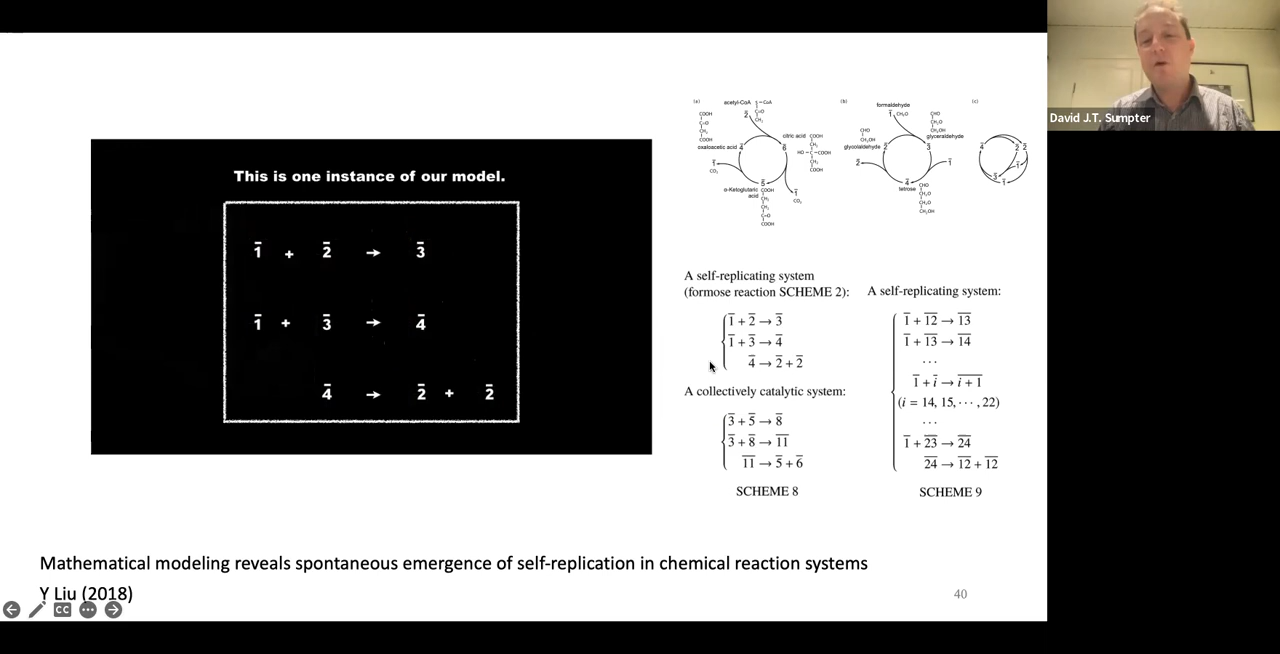 David J.T. Sumpter
This is one instance of our model.
1̅ + 2̅ → 3̅
1̅ + 3̅ → 4̅
4̅ → 2̅ + 2̅
(a)
acetyl-CoA
citric acid
oxaloacetic acid
α-Ketoglutaric
acid
(b)
formaldehyde
glyceraldehyde
glycolaldehyde
tetrose
(c)
A self-replicating system
(formose reaction SCHEME 2):
1̅ + 2̅ → 3̅
1̅ + 3̅ → 4̅
4̅ → 2̅ + 2̅
A collectively catalytic system:
3̅ + 5̅ → 8̅
3̅ + 8̅ → 1̅1̅
1̅1̅ → 5̅ + 6̅
SCHEME 8
A self-replicating system:
1̅ + 1̅2̅ → 1̅3̅
1̅ + 1̅3̅ → 1̅4̅
· · ·
1̅ + i̅ → i̅ ̅+̅ ̅1̅
(i = 14, 15, · · · , 22)
· · ·
1̅ + 2̅3̅ → 2̅4̅
2̅4̅ → 1̅2̅ + 1̅2̅
SCHEME 9
Mathematical modeling reveals spontaneous emergence of self-replication in chemical reaction systems
Y Liu (2018)
CC
40